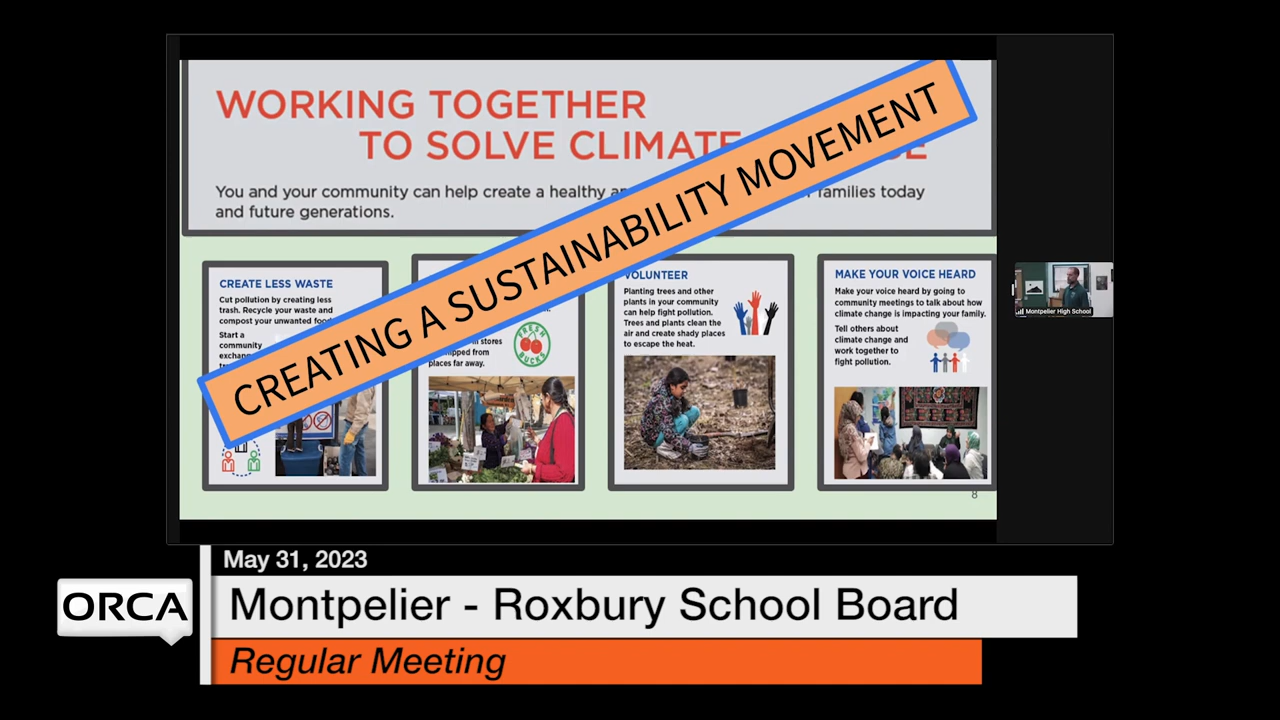 WORKING TOGETHER
TO SOLVE CLIMATE
You and your community can help create a healthy
families today
and future generations.
CREATING A SUSTAINABILITY MOVEMENT
CREATE LESS WASTE
Cut pollution by creating less
trash. Recycle your waste and
compost your unwanted
Start a
community
stores
from
places far away.
FRESH
BUCKS
VOLUNTEER
Planting trees and other
plants in your community
can help fight pollution.
Trees and plants clean the
air and create shady places
to escape the heat.
MAKE YOUR VOICE HEARD
Make your voice heard by going to
community meetings to talk about how
climate change is impacting your family.
Tell others about
climate change and
work together to
fight pollution.
8
Montpelier High School
May 31, 2023
ORCA
Montpelier - Roxbury School Board
Regular Meeting